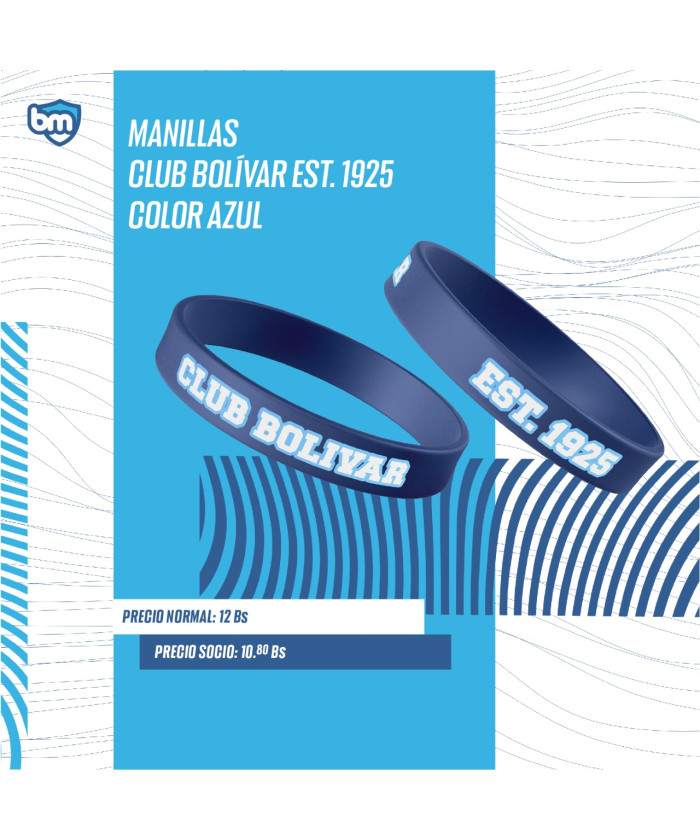 bm
MANILLAS
CLUB BOLÍVAR EST. 1925
COLOR AZUL
CLUB BOLIVAR
EST. 1925
PRECIO NORMAL: 12 Bs
PRECIO SOCIO: 10.80 Bs